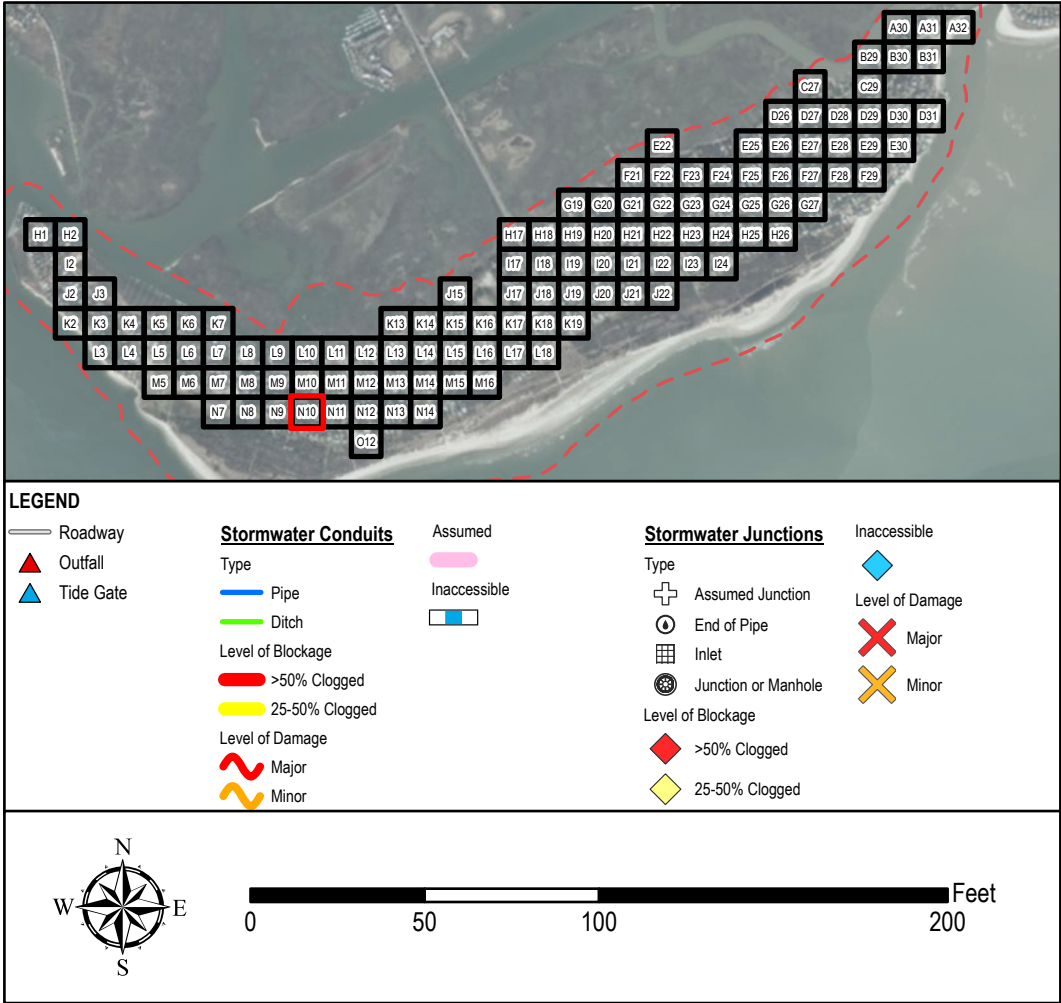 A30 A31 A32
B29 B30 B31
C27 C29
D26 D27 D28 D29 D30 D31
E22 E25 E26 E27 E28 E29 E30
F21 F22 F23 F24 F25 F26 F27 F28 F29
G19 G20 G21 G22 G23 G24 G25 G26 G27
H1 H2 H17 H18 H19 H20 H21 H22 H23 H24 H25 H26
I2 I17 I18 I19 I20 I21 I22 I23 I24
J2 J3 J15 J17 J18 J19 J20 J21 J22
K2 K3 K4 K5 K6 K7 K13 K14 K15 K16 K17 K18 K19
L3 L4 L5 L6 L7 L8 L9 L10 L11 L12 L13 L14 L15 L16 L17 L18
M5 M6 M7 M8 M9 M10 M11 M12 M13 M14 M15 M16
N7 N8 N9 N10 N11 N12 N13 N14
O12
LEGEND
Roadway
Outfall
Tide Gate
Stormwater Conduits
Type
Pipe
Ditch
Level of Blockage
>50% Clogged
25-50% Clogged
Level of Damage
Major
Minor
Assumed
Inaccessible
Stormwater Junctions
Type
Assumed Junction
End of Pipe
Inlet
Junction or Manhole
Level of Blockage
>50% Clogged
25-50% Clogged
Inaccessible
Level of Damage
Major
Minor
N
W E
S
Feet
0 50 100 200